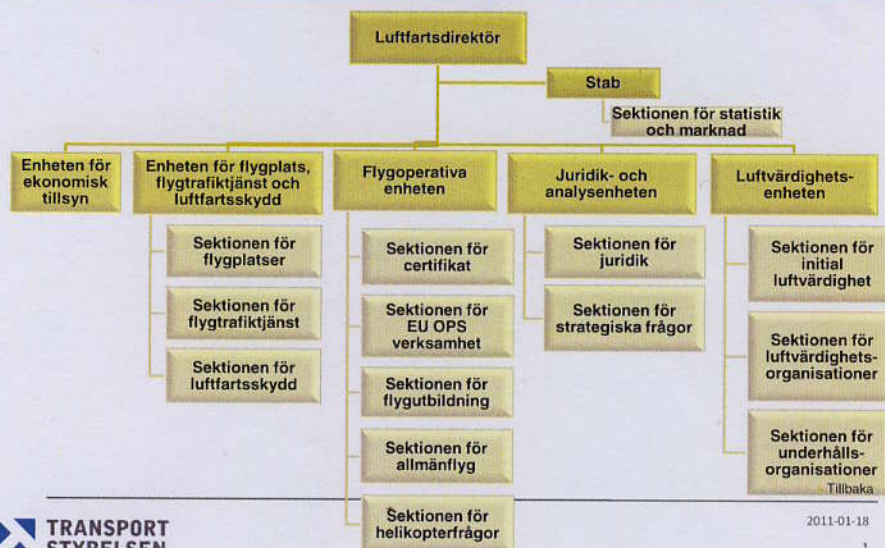 Luftfartsdirektör
Stab
Sektionen för statistik
och marknad
Enheten för
ekonomisk
tillsyn
Enheten för flygplats,
flygtrafiktjänst och
luftfartsskydd
Sektionen för
flygplatser
Sektionen för
flygtrafiktjänst
Sektionen för
luftfartsskydd
Flygoperativa
enheten
Sektionen för
certifikat
Sektionen för
EU OPS
verksamhet
Sektionen för
flygutbildning
Sektionen för
allmänflyg
Sektionen för
helikopterfrågor
Juridik- och
analysenheten
Sektionen för
juridik
Sektionen för
strategiska frågor
Luftvärdighets-
enheten
Sektionen för
initial
luftvärdighet
Sektionen för
luftvärdighets-
organisationer
Sektionen för
underhålls-
organisationer
Tillbaka
TRANSPORT
STYRELSEN
2011-01-18
1